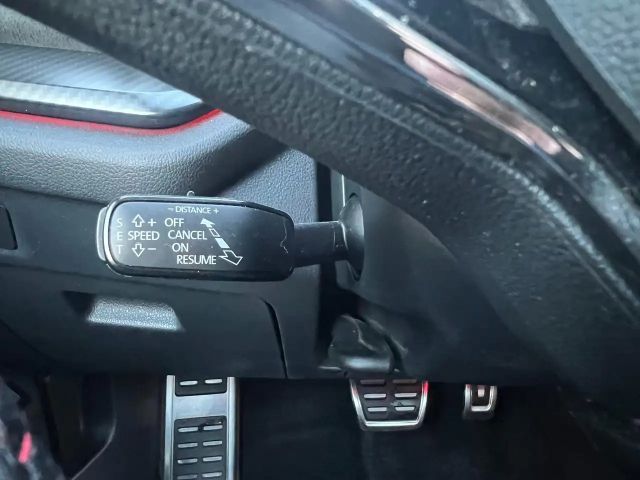 - DISTANCE +
S + OFF
E SPEED CANCEL
T - ON
RESUME